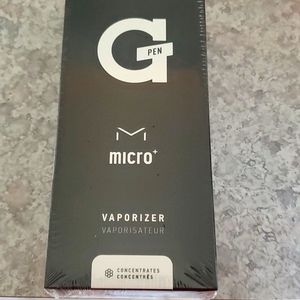 G
PEN
micro+
VAPORIZER
VAPORISATEUR
CONCENTRATES
CONCENTRÉS